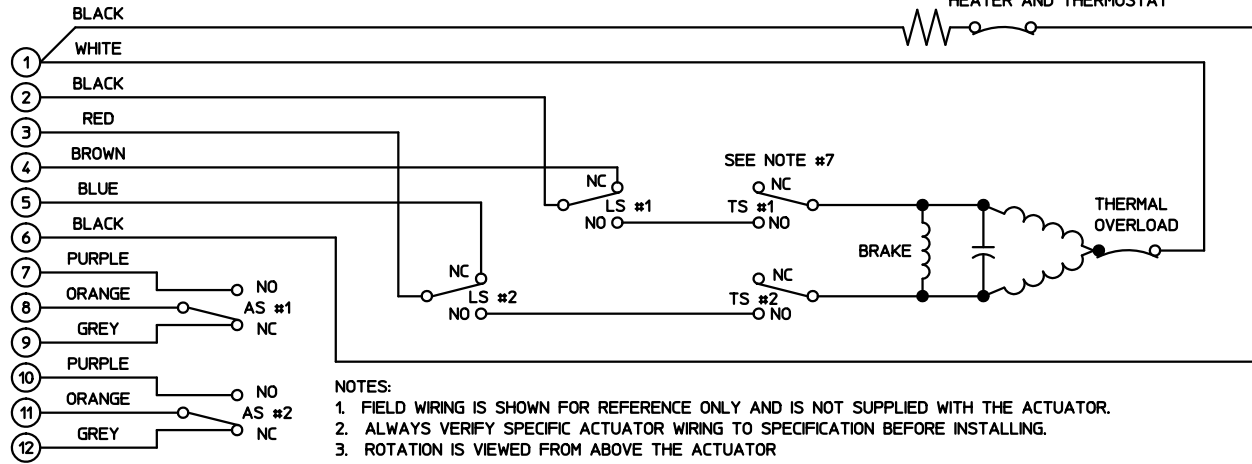 HEATER AND THERMOSTAT
BLACK
1 WHITE
2 BLACK
3 RED
4 BROWN
SEE NOTE #7
5 BLUE
NC
LS #1
NO
NC
TS #1
NO
6 BLACK
BRAKE
THERMAL
OVERLOAD
7 PURPLE
NC
LS #2
NO
NC
TS #2
NO
8 ORANGE
NO
AS #1
NC
9 GREY
10 PURPLE
11 ORANGE
NO
AS #2
NC
12 GREY
NOTES:
1. FIELD WIRING IS SHOWN FOR REFERENCE ONLY AND IS NOT SUPPLIED WITH THE ACTUATOR.
2. ALWAYS VERIFY SPECIFIC ACTUATOR WIRING TO SPECIFICATION BEFORE INSTALLING.
3. ROTATION IS VIEWED FROM ABOVE THE ACTUATOR